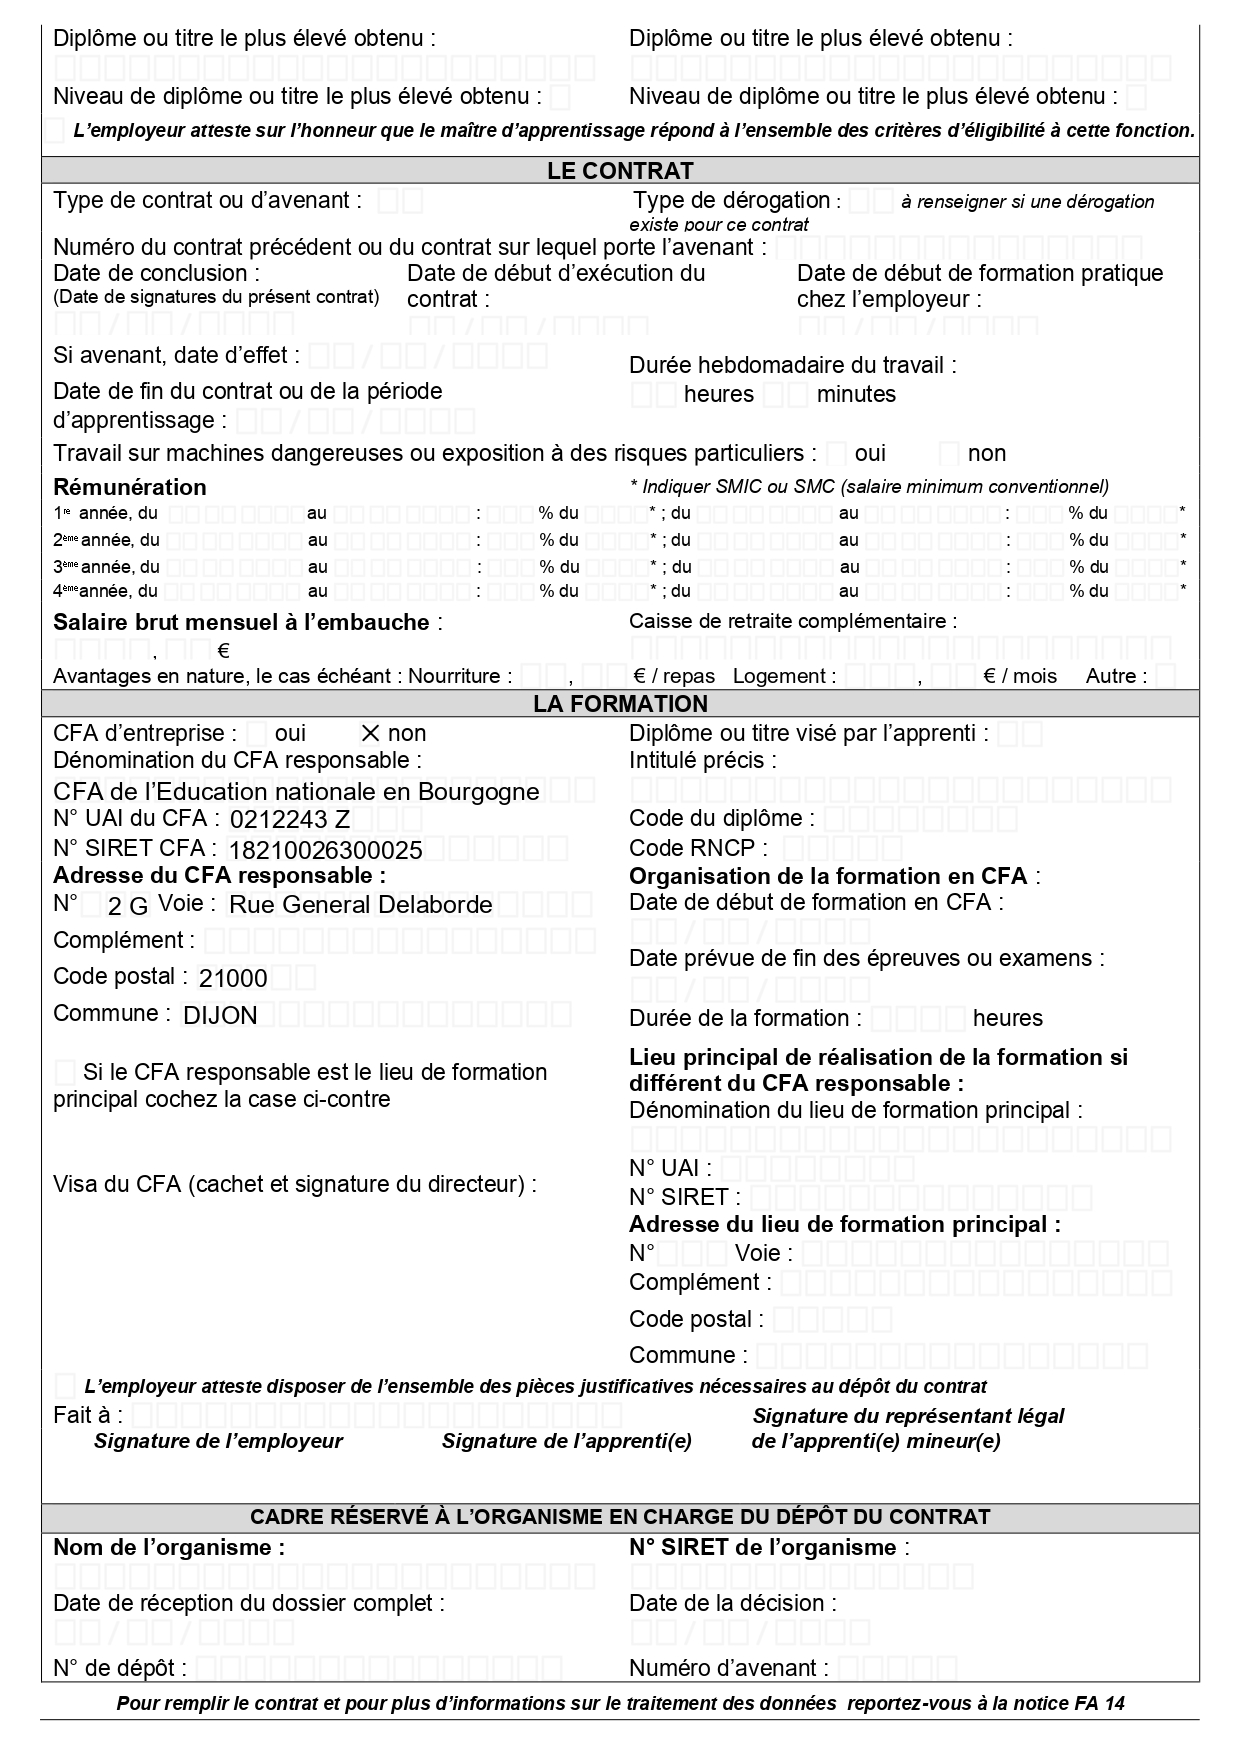 Diplôme ou titre le plus élevé obtenu :
Diplôme ou titre le plus élevé obtenu :
Niveau de diplôme ou titre le plus élevé obtenu :
Niveau de diplôme ou titre le plus élevé obtenu :
L’employeur atteste sur l’honneur que le maître d’apprentissage répond à l’ensemble des critères d’éligibilité à cette fonction.
LE CONTRAT
Type de contrat ou d’avenant :
Type de dérogation : à renseigner si une dérogation
existe pour ce contrat
Numéro du contrat précédent ou du contrat sur lequel porte l’avenant :
Date de conclusion :
(Date de signatures du présent contrat)
/ /
Date de début d’exécution du
contrat :
/ /
Date de début de formation pratique
chez l’employeur :
/ /
Si avenant, date d’effet : / /
Date de fin du contrat ou de la période
d’apprentissage : / /
Durée hebdomadaire du travail :
heures minutes
Travail sur machines dangereuses ou exposition à des risques particuliers : oui non
Rémunération
* Indiquer SMIC ou SMC (salaire minimum conventionnel)
1re année, du au : % du * ; du au : % du *
2ème année, du au : % du * ; du au : % du *
3ème année, du au : % du * ; du au : % du *
4ème année, du au : % du * ; du au : % du *
Salaire brut mensuel à l’embauche :
, €
Caisse de retraite complémentaire :
Avantages en nature, le cas échéant : Nourriture : , € / repas Logement : , € / mois Autre :
LA FORMATION
CFA d’entreprise : oui X non
Dénomination du CFA responsable :
CFA de l’Education nationale en Bourgogne
N° UAI du CFA : 0212243 Z
N° SIRET CFA : 18210026300025
Adresse du CFA responsable :
N° 2 G Voie : Rue General Delaborde
Complément :
Code postal : 21000
Commune : DIJON
Si le CFA responsable est le lieu de formation
principal cochez la case ci-contre
Visa du CFA (cachet et signature du directeur) :
Diplôme ou titre visé par l’apprenti :
Intitulé précis :
Code du diplôme :
Code RNCP :
Organisation de la formation en CFA :
Date de début de formation en CFA :
/ /
Date prévue de fin des épreuves ou examens :
/ /
Durée de la formation : heures
Lieu principal de réalisation de la formation si
différent du CFA responsable :
Dénomination du lieu de formation principal :
N° UAI :
N° SIRET :
Adresse du lieu de formation principal :
N° Voie :
Complément :
Code postal :
Commune :
L’employeur atteste disposer de l’ensemble des pièces justificatives nécessaires au dépôt du contrat
Fait à :
Signature de l’employeur
Signature de l’apprenti(e)
Signature du représentant légal
de l’apprenti(e) mineur(e)
CADRE RÉSERVÉ À L’ORGANISME EN CHARGE DU DÉPÔT DU CONTRAT
Nom de l’organisme :
N° SIRET de l’organisme :
Date de réception du dossier complet :
/ /
Date de la décision :
/ /
N° de dépôt :
Numéro d’avenant :
Pour remplir le contrat et pour plus d’informations sur le traitement des données reportez-vous à la notice FA 14